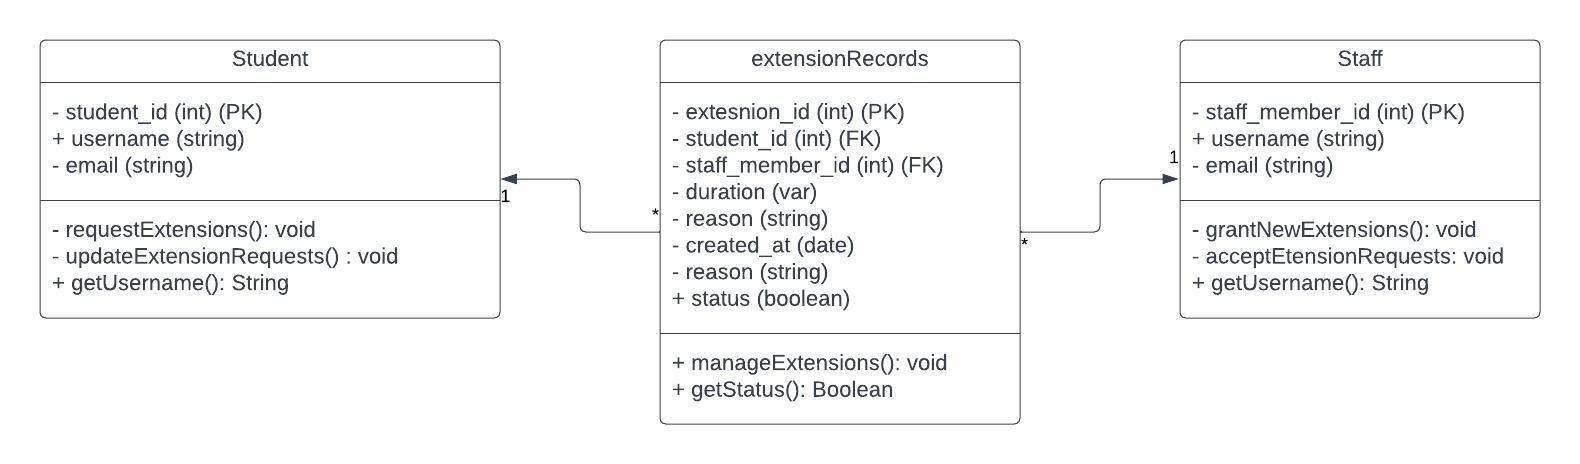 Student
- student_id (int) (PK)
+ username (string)
- email (string)
- requestExtensions(): void
- updateExtensionRequests() : void
+ getUsername(): String
1
*
extensionRecords
- extesnion_id (int) (PK)
- student_id (int) (FK)
- staff_member_id (int) (FK)
- duration (var)
- reason (string)
- created_at (date)
- reason (string)
+ status (boolean)
+ manageExtensions(): void
+ getStatus(): Boolean
*
1
Staff
- staff_member_id (int) (PK)
+ username (string)
- email (string)
- grantNewExtensions(): void
- acceptEtensionRequests: void
+ getUsername(): String